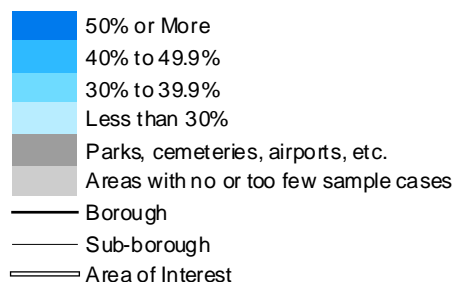 50% or More
40% to 49.9%
30% to 39.9%
Less than 30%
Parks, cemeteries, airports, etc.
Areas with no or too few sample cases
Borough
Sub-borough
Area of Interest